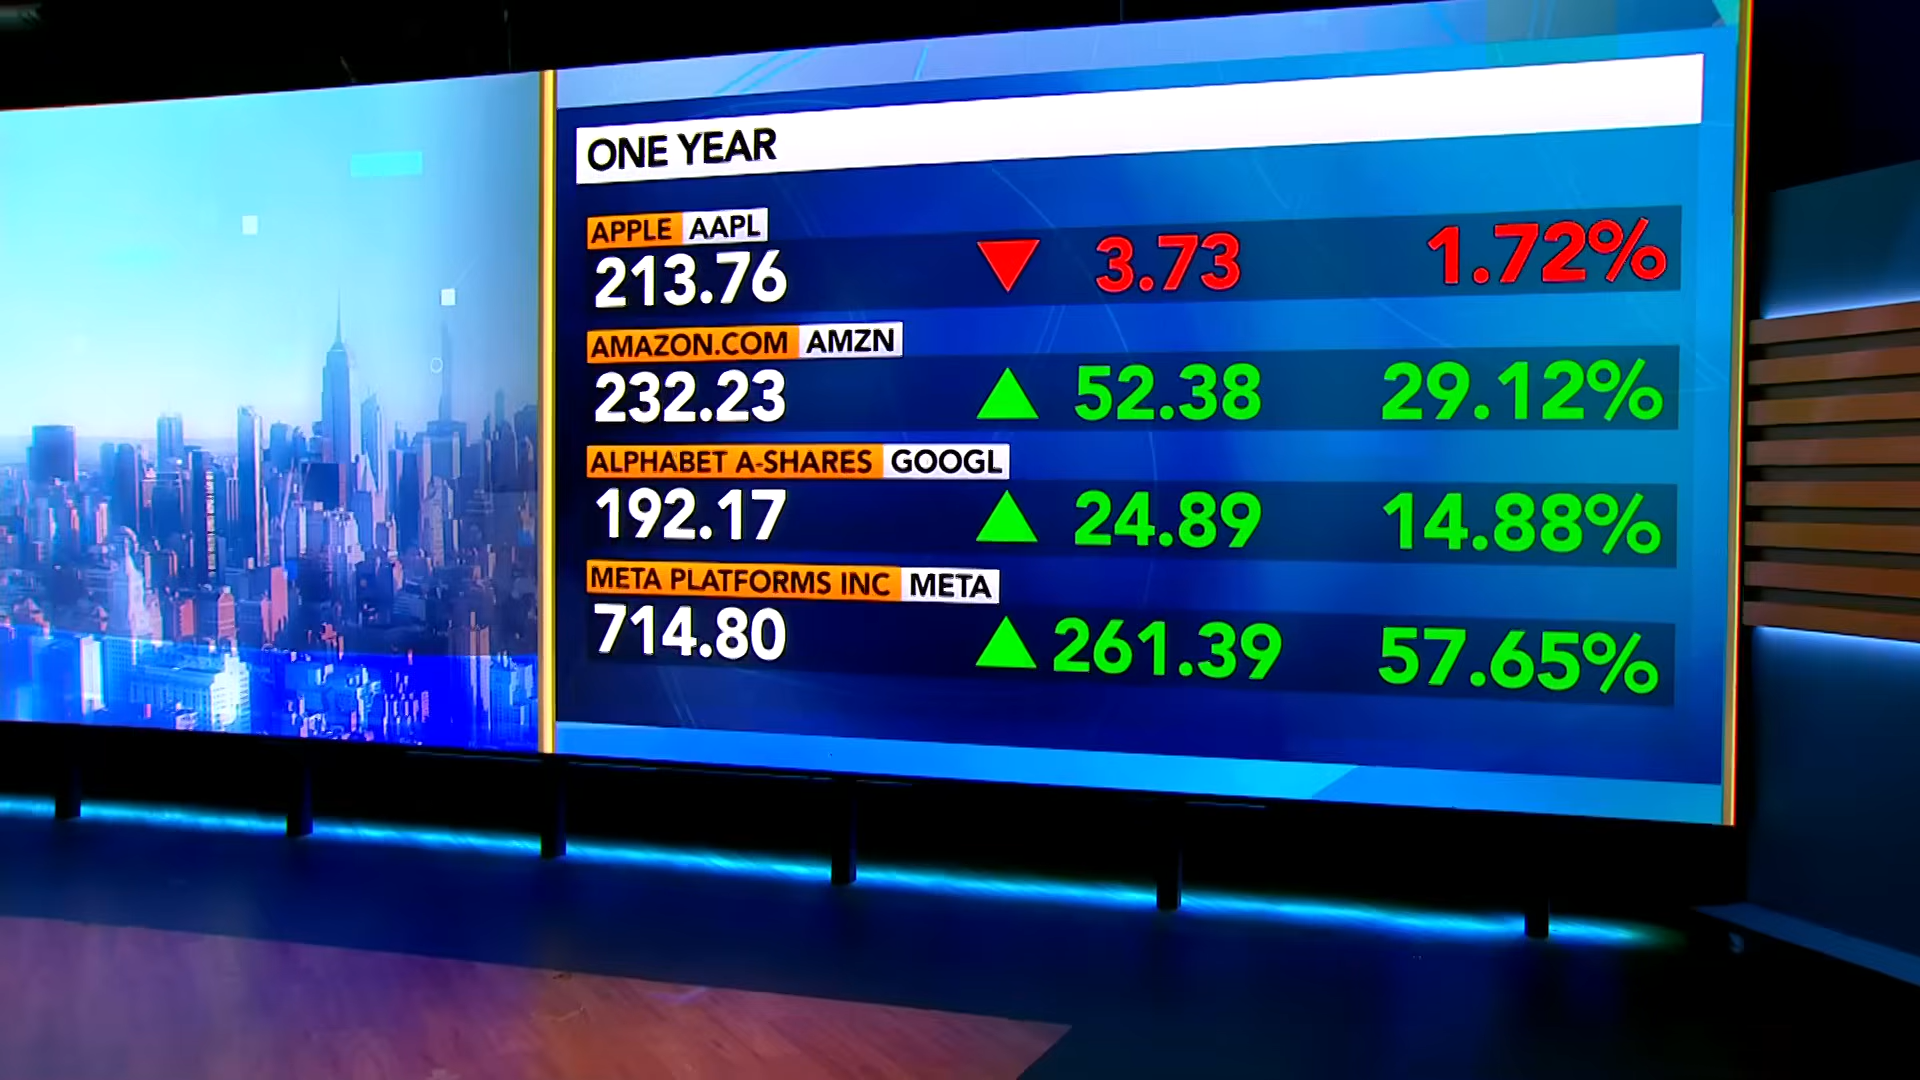 ONE YEAR
APPLE AAPL
213.76 ▼ 3.73 1.72%
AMAZON.COM AMZN
232.23 ▲ 52.38 29.12%
ALPHABET A-SHARES GOOGL
192.17 ▲ 24.89 14.88%
META PLATFORMS INC META
714.80 ▲ 261.39 57.65%